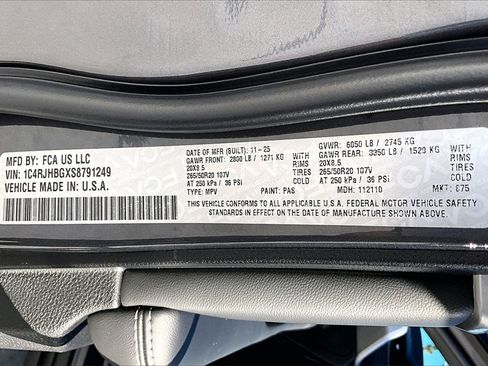 MFD BY: FCA US LLC
VIN: 1C4RJHBGXS8791249
VEHICLE MADE IN U.S.A.
DATE OF MFR (BUILT): 11-25
GAWR FRONT: 2800 LB / 1271 KG
WITH RIMS 20X8.5
TIRES 265/50R20 107V
COLD AT 250 kPa / 36 PSI
GVWR: 6050 LB / 2745 KG
GAWR REAR: 3350 LB / 1520 KG
WITH RIMS 20X8.5
TIRES 265/50R20 107V
COLD AT 250 kPa / 36 PSI
TYPE: MPV PAINT: PAS MDH: 112110 MKT: 875
THIS VEHICLE CONFORMS TO ALL APPLICABLE U.S.A. FEDERAL MOTOR VEHICLE SAFETY
STANDARDS IN EFFECT ON THE DATE OF MANUFACTURE SHOWN ABOVE.